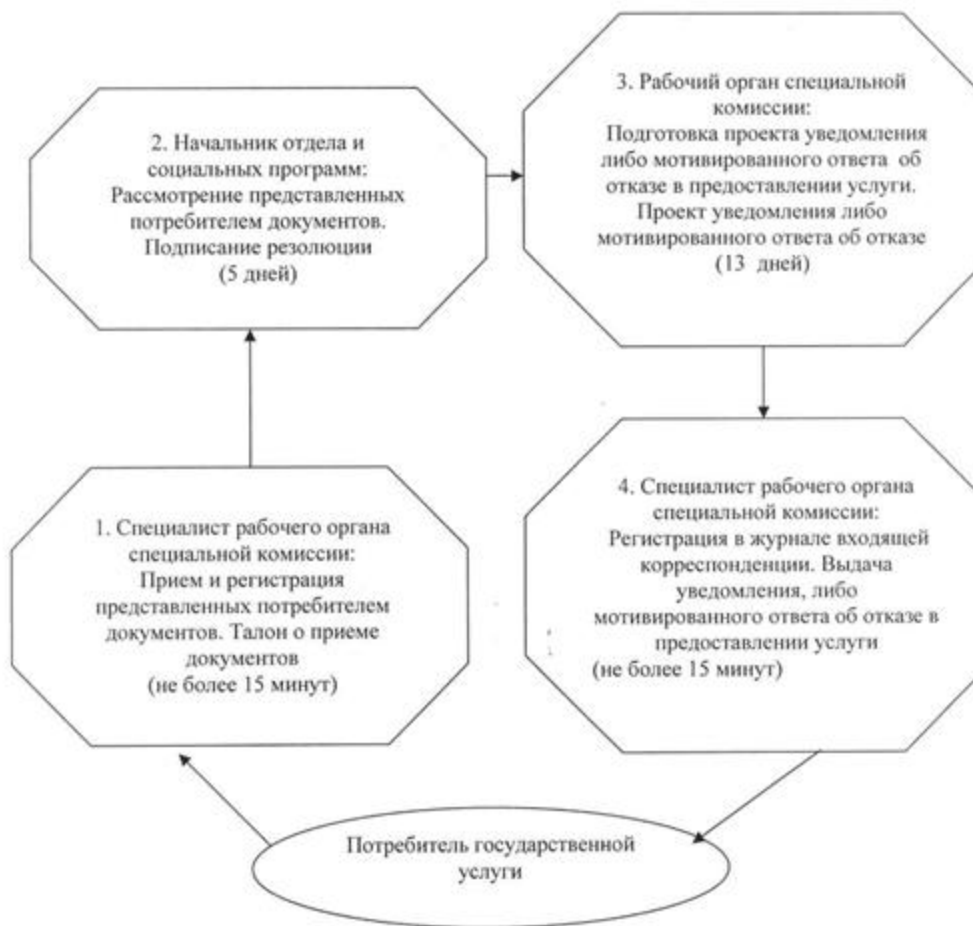 2. Начальник отдела и
социальных программ:
Рассмотрение представленных
потребителем документов.
Подписание резолюции
(5 дней)
3. Рабочий орган специальной
комиссии:
Подготовка проекта уведомления
либо мотивированного ответа об
отказе в предоставлении услуги.
Проект уведомления либо
мотивированного ответа об отказе
(13 дней)
1. Специалист рабочего органа
специальной комиссии:
Прием и регистрация
представленных потребителем
документов. Талон о приеме
документов
(не более 15 минут)
4. Специалист рабочего органа
специальной комиссии:
Регистрация в журнале входящей
корреспонденции. Выдача
уведомления, либо
мотивированного ответа об отказе в
предоставлении услуги
(не более 15 минут)
Потребитель государственной
услуги